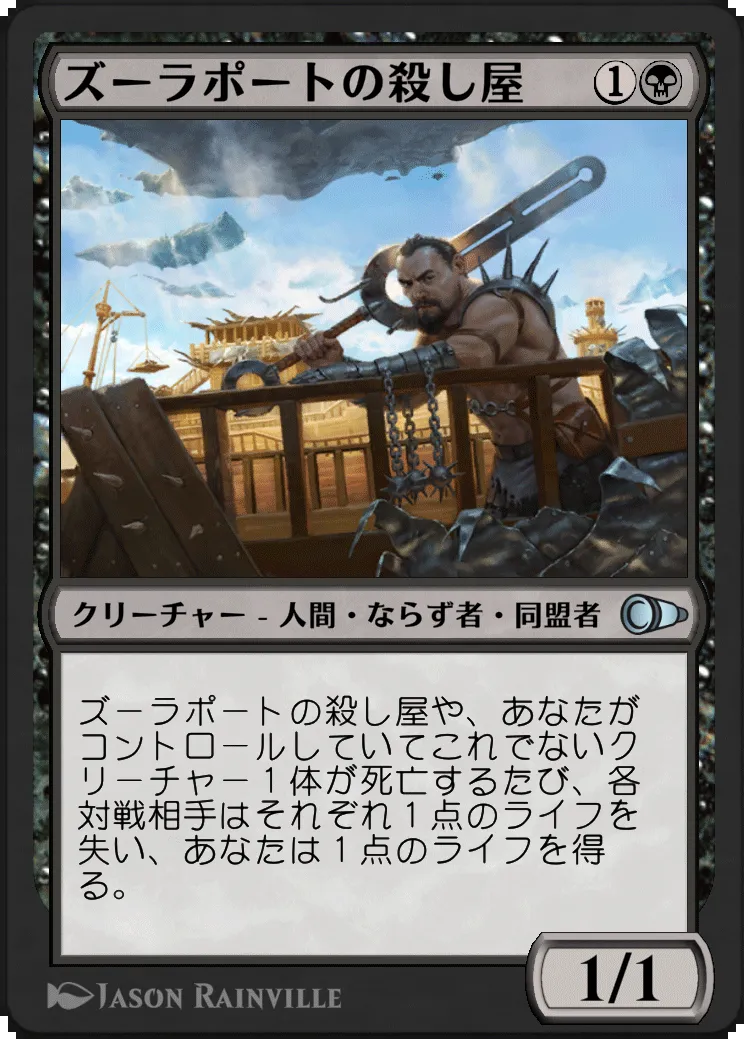 ズーラポートの殺し屋 1
クリーチャー - 人間・ならず者・同盟者
ズーラポートの殺し屋や、あなたが
コントロールしていてこれでないク
リーチャー１体が死亡するたび、各
対戦相手はそれぞれ１点のライフを
失い、あなたは１点のライフを得
る。
1/1
JASON RAINVILLE